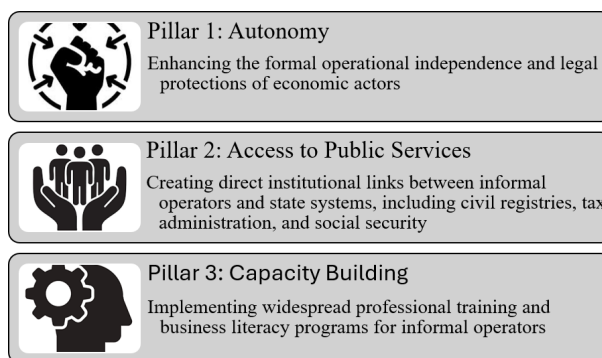 Pillar 1: Autonomy
Enhancing the formal operational independence and legal
protections of economic actors
Pillar 2: Access to Public Services
Creating direct institutional links between informal
operators and state systems, including civil registries, tax
administration, and social security
Pillar 3: Capacity Building
Implementing widespread professional training and
business literacy programs for informal operators